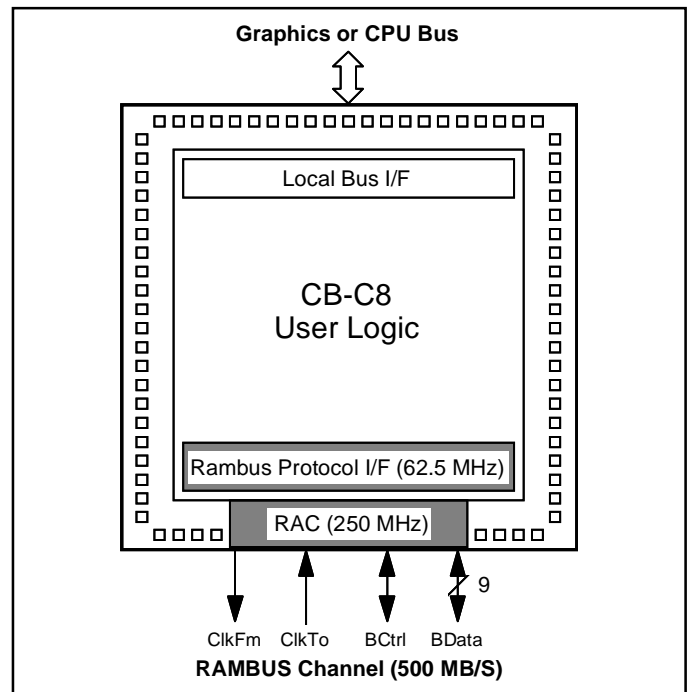 Graphics or CPU Bus
Local Bus I/F
CB-C8
User Logic
Rambus Protocol I/F (62.5 MHz)
RAC (250 MHz)
9
ClkFm ClkTo BCtrl BData
RAMBUS Channel (500 MB/S)